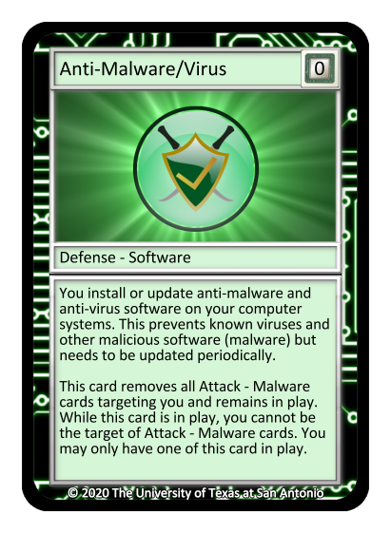 Anti-Malware/Virus
0
Defense - Software
You install or update anti-malware and
anti-virus software on your computer
systems. This prevents known viruses and
other malicious software (malware) but
needs to be updated periodically.
This card removes all Attack - Malware
cards targeting you and remains in play.
While this card is in play, you cannot be
the target of Attack - Malware cards. You
may only have one of this card in play.
© 2020 The University of Texas at San Antonio